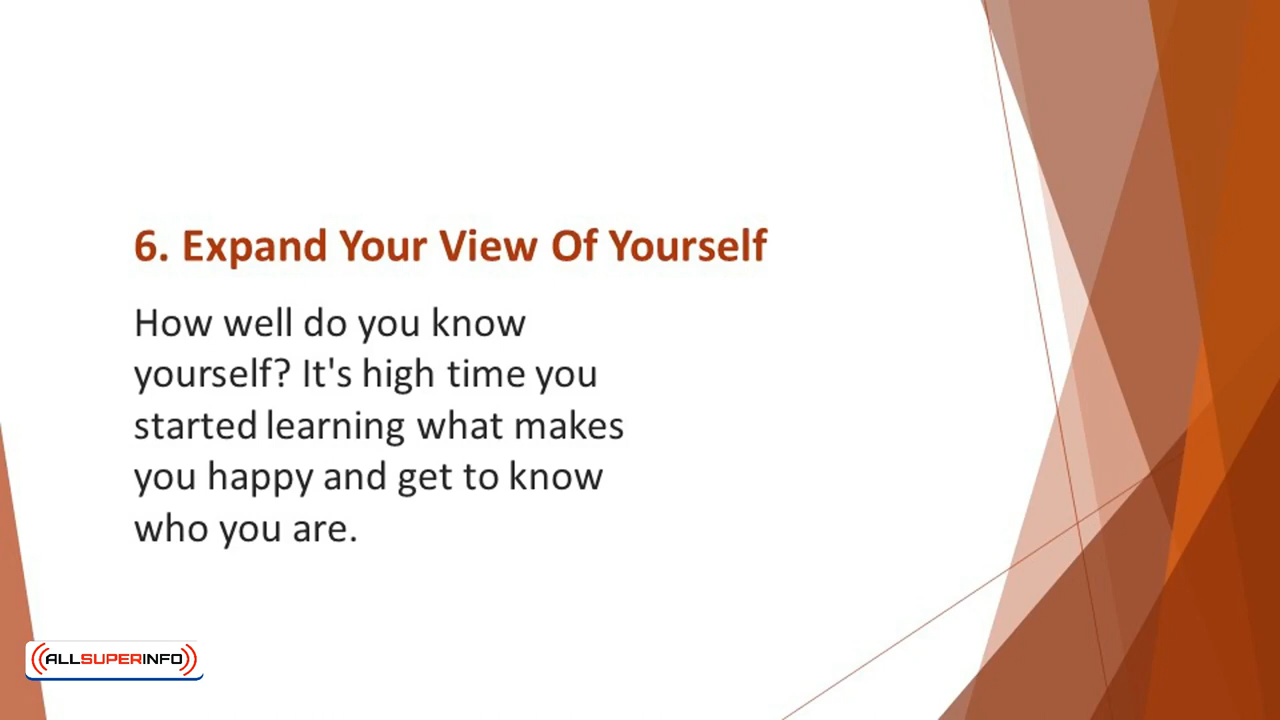 6. Expand Your View Of Yourself
How well do you know
yourself? It's high time you
started learning what makes
you happy and get to know
who you are.
ALLSUPERINFO